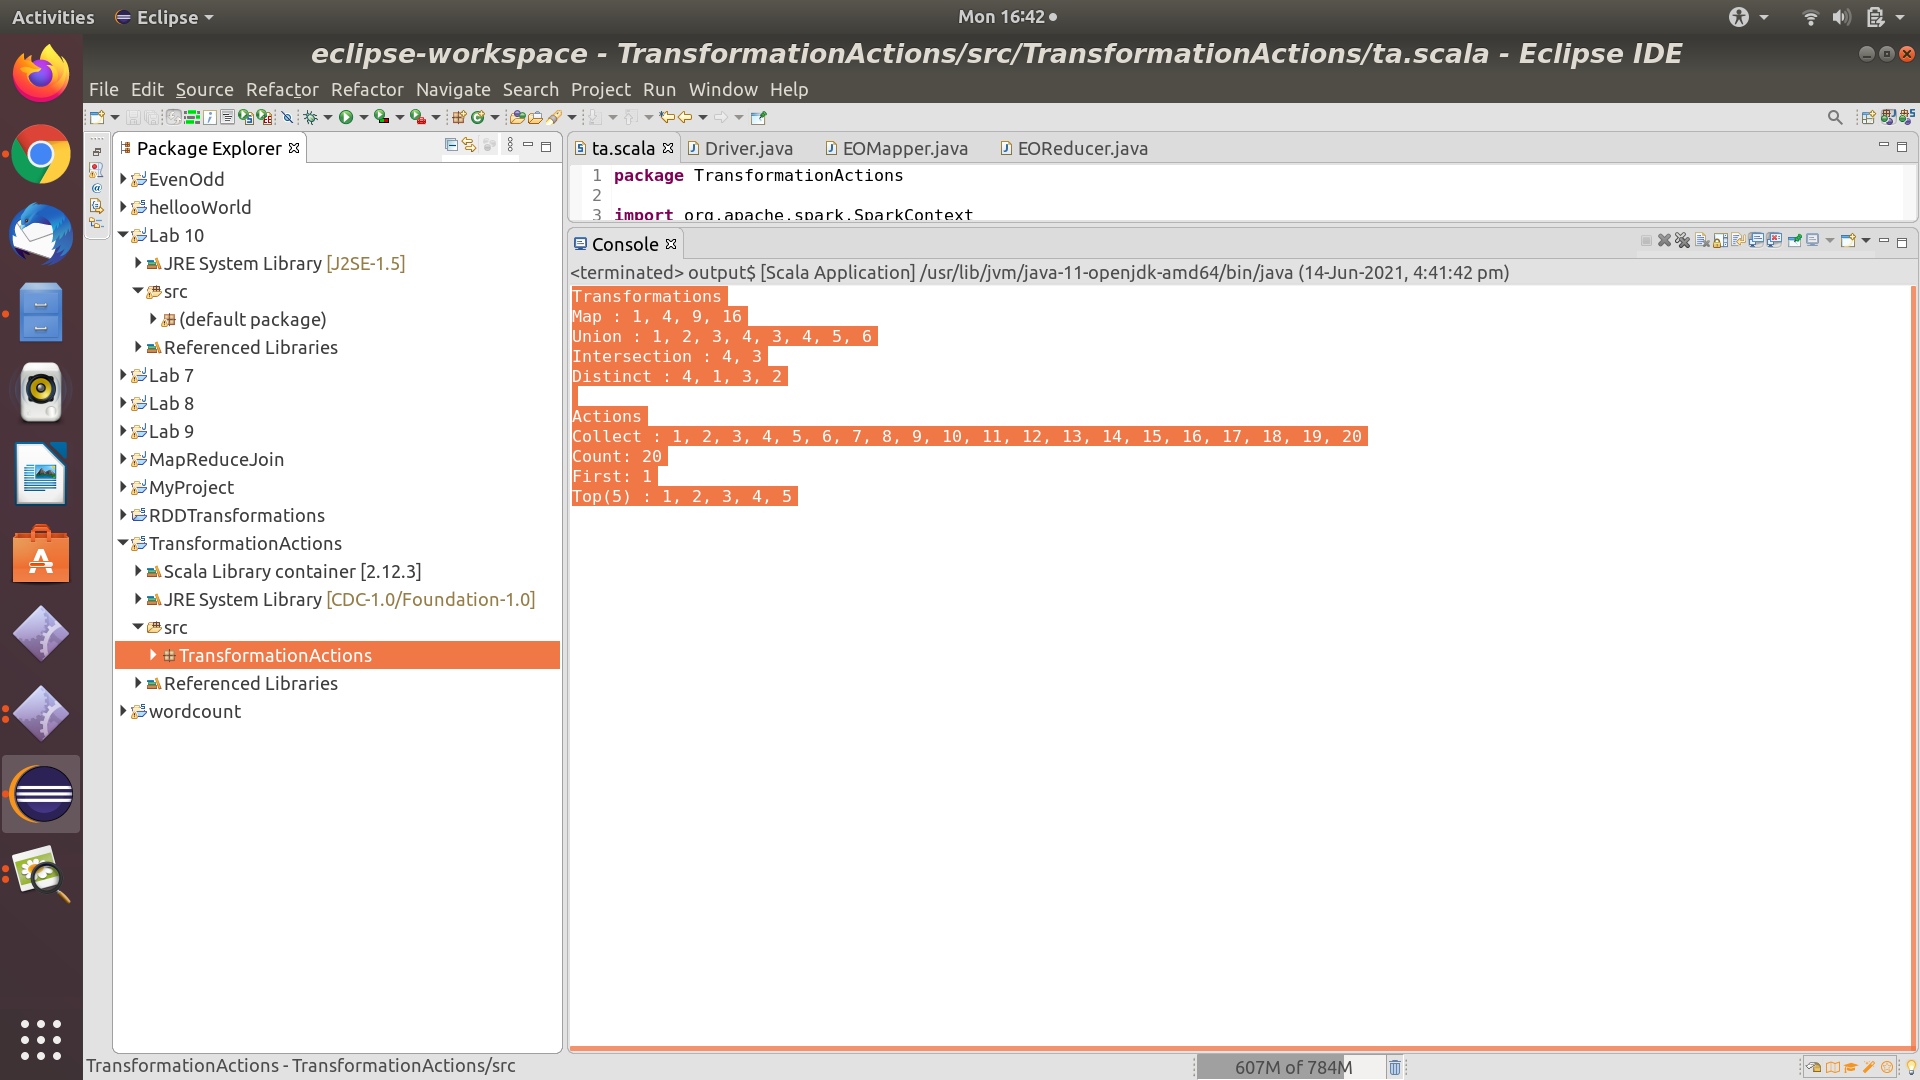 Activities
Eclipse
Mon 16:42
eclipse-workspace - TransformationActions/src/TransformationActions/ta.scala - Eclipse IDE
File Edit Source Refactor Refactor Navigate Search Project Run Window Help
Package Explorer
EvenOdd
hellooWorld
Lab 10
JRE System Library [J2SE-1.5]
src
(default package)
Referenced Libraries
Lab 7
Lab 8
Lab 9
MapReduceJoin
MyProject
RDDTransformations
TransformationActions
Scala Library container [2.12.3]
JRE System Library [CDC-1.0/Foundation-1.0]
src
TransformationActions
Referenced Libraries
wordcount
ta.scala Driver.java EOMapper.java EOReducer.java
1 package TransformationActions
2
3 import org.apache.spark.SparkContext
Console
<terminated> output$ [Scala Application] /usr/lib/jvm/java-11-openjdk-amd64/bin/java (14-Jun-2021, 4:41:42 pm)
Transformations
Map : 1, 4, 9, 16
Union : 1, 2, 3, 4, 3, 4, 5, 6
Intersection : 4, 3
Distinct : 4, 1, 3, 2
Actions
Collect : 1, 2, 3, 4, 5, 6, 7, 8, 9, 10, 11, 12, 13, 14, 15, 16, 17, 18, 19, 20
Count: 20
First: 1
Top(5) : 1, 2, 3, 4, 5
TransformationActions - TransformationActions/src
607M of 784M